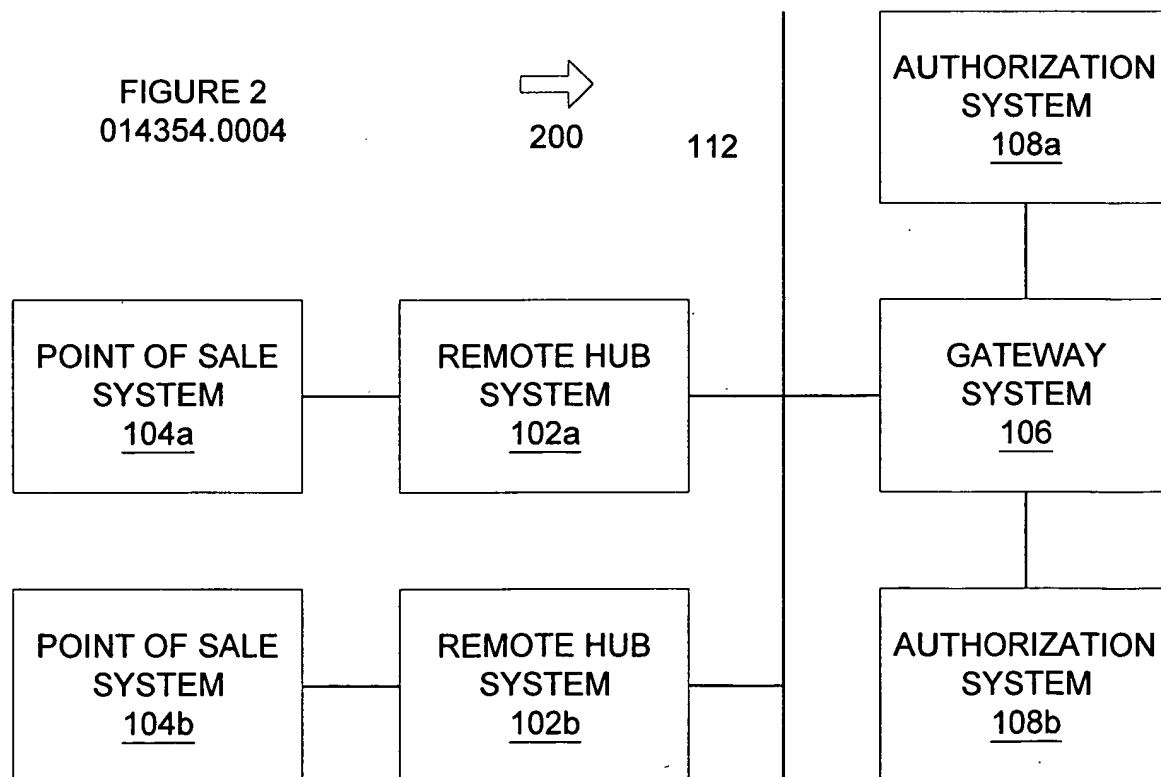 FIGURE 2
014354.0004
200
112
AUTHORIZATION
SYSTEM
108a
POINT OF SALE
SYSTEM
104a
REMOTE HUB
SYSTEM
102a
GATEWAY
SYSTEM
106
POINT OF SALE
SYSTEM
104b
REMOTE HUB
SYSTEM
102b
AUTHORIZATION
SYSTEM
108b